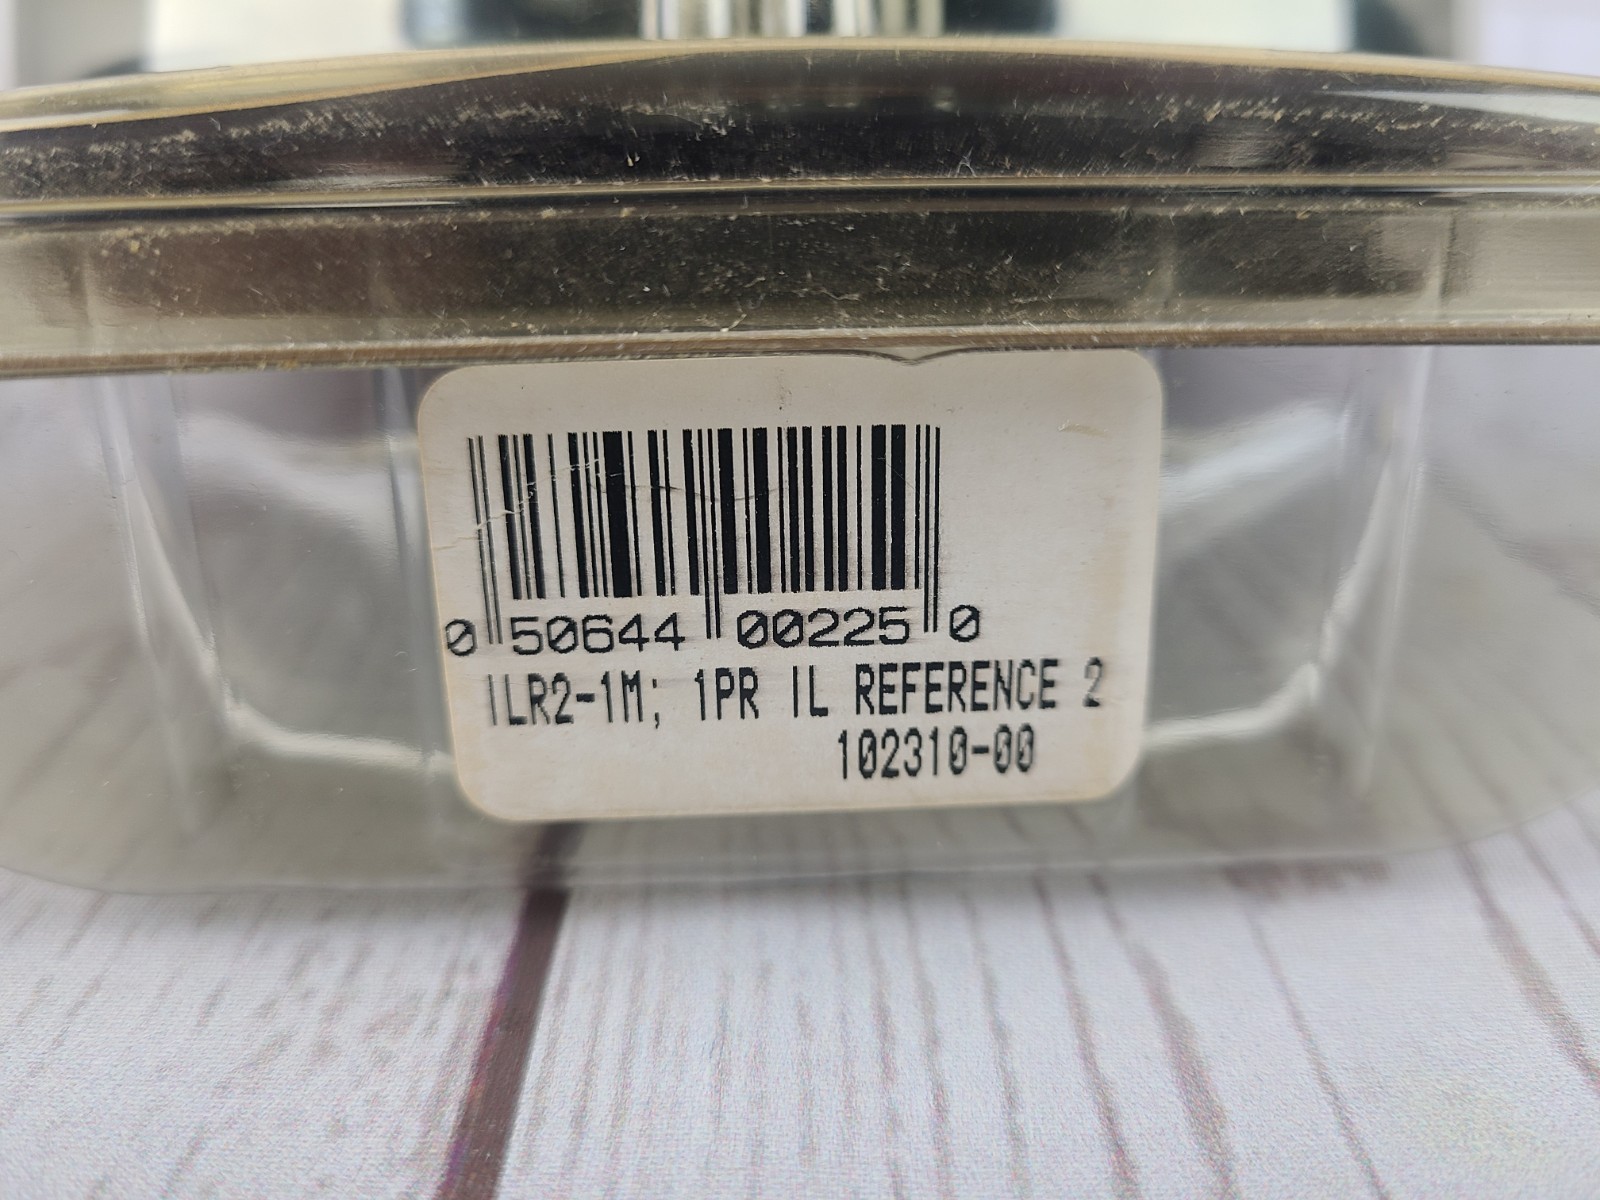 0 50644 00225 0
ILR2-1M; 1PR IL REFERENCE 2
102310-00